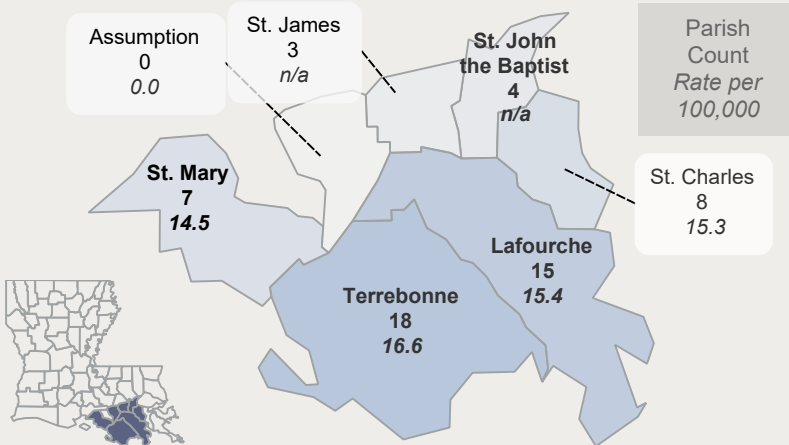 Assumption
0
0.0
St. James
3
n/a
St. John
the Baptist
4
n/a
Parish
Count
Rate per
100,000
St. Mary
7
14.5
St. Charles
8
15.3
Lafourche
15
15.4
Terrebonne
18
16.6